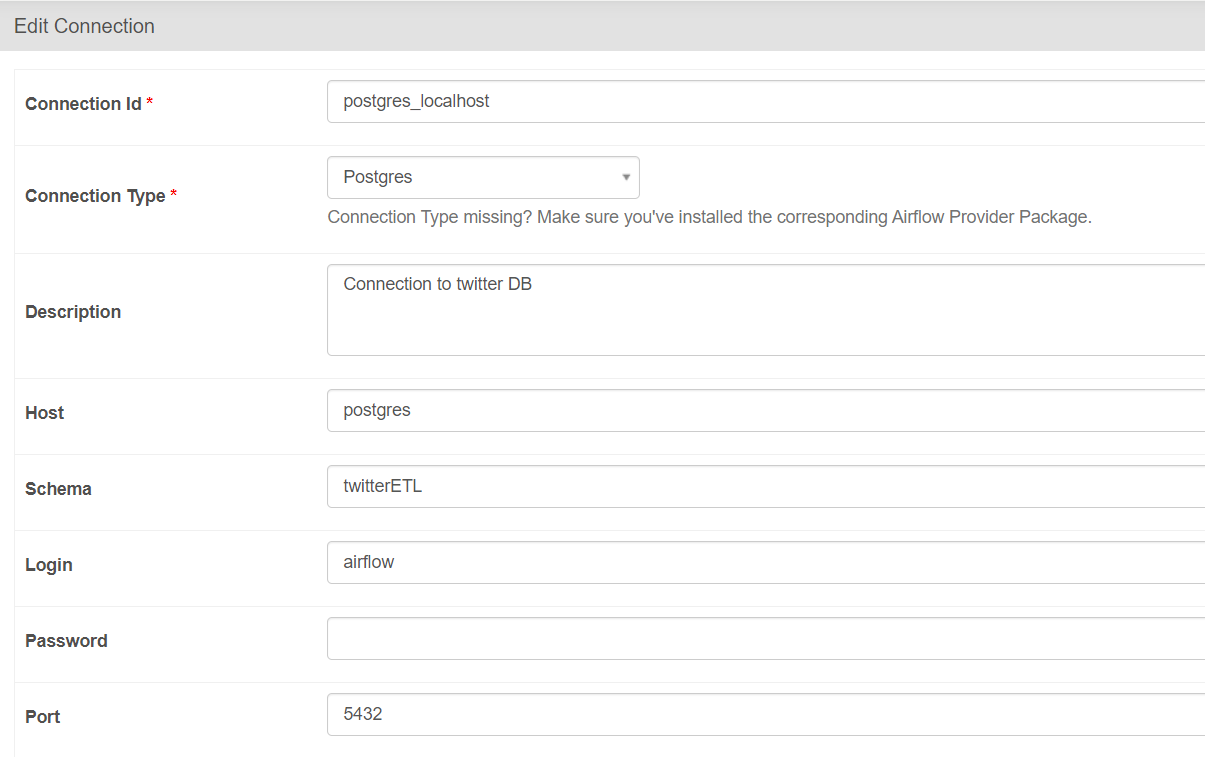 Edit Connection
Connection Id *
postgres_localhost
Connection Type *
Postgres
Connection Type missing? Make sure you've installed the corresponding Airflow Provider Package.
Description
Connection to twitter DB
Host
postgres
Schema
twitterETL
Login
airflow
Password
Port
5432